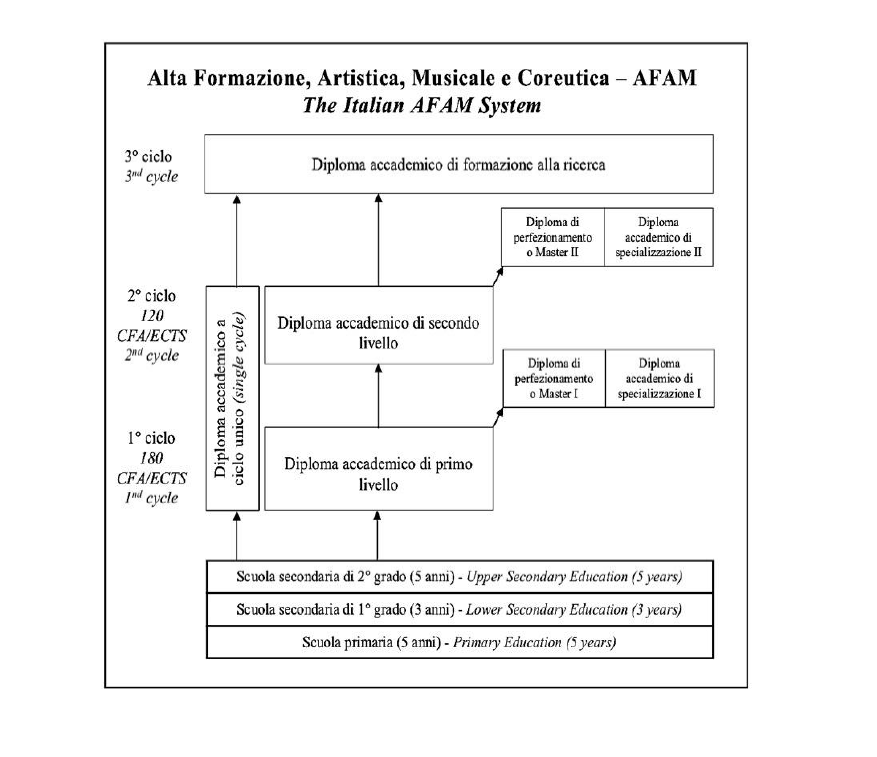 Alta Formazione, Artistica, Musicale e Coreutica – AFAM
The Italian AFAM System
3° ciclo
3nd cycle
Diploma accademico di formazione alla ricerca
Diploma di
perfezionamento
o Master II
Diploma
accademico di
specializzazione II
2° ciclo
120
CFA/ECTS
2nd cycle
Diploma accademico a
ciclo unico (single cycle)
Diploma accademico di secondo
livello
Diploma di
perfezionamento
o Master I
Diploma
accademico di
specializzazione I
1° ciclo
180
CFA/ECTS
1nd cycle
Diploma accademico di primo
livello
Scuola secondaria di 2° grado (5 anni) - Upper Secondary Education (5 years)
Scuola secondaria di 1° grado (3 anni) - Lower Secondary Education (3 years)
Scuola primaria (5 anni) - Primary Education (5 years)